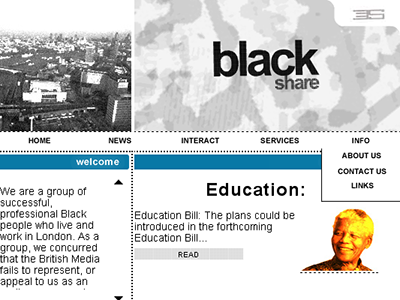 35
black
share
HOME NEWS INTERACT SERVICES INFO
ABOUT US
CONTACT US
LINKS
welcome
We are a group of
successful,
professional Black
people who live and
work in London. As a
group, we concurred
that the British Media
fails to represent, or
appeal to us as an
Education:
Education Bill: The plans could be
introduced in the forthcoming
Education Bill...
READ